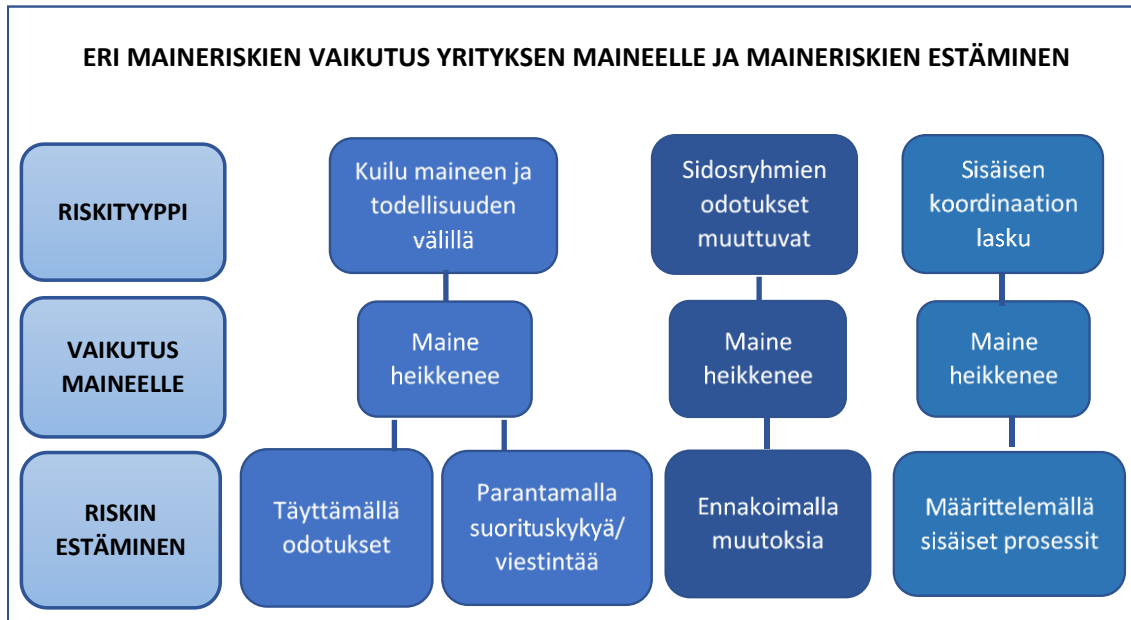 ERI MAINERISKIEN VAIKUTUS YRITYKSEN MAINEELLE JA MAINERISKIEN ESTÄMINEN
RISKITYYPPI
Kuilu maineen ja
todellisuuden
välillä
Sidosryhmien
odotukset
muuttuvat
Sisäisen
koordinaation
lasku
VAIKUTUS
MAINEELLE
Maine
heikkenee
Maine
heikkenee
Maine
heikkenee
RISKIN
ESTÄMINEN
Täyttämällä
odotukset
Parantamalla
suorituskykyä/
viestintää
Ennakoimalla
muutoksia
Määrittelemällä
sisäiset prosessit